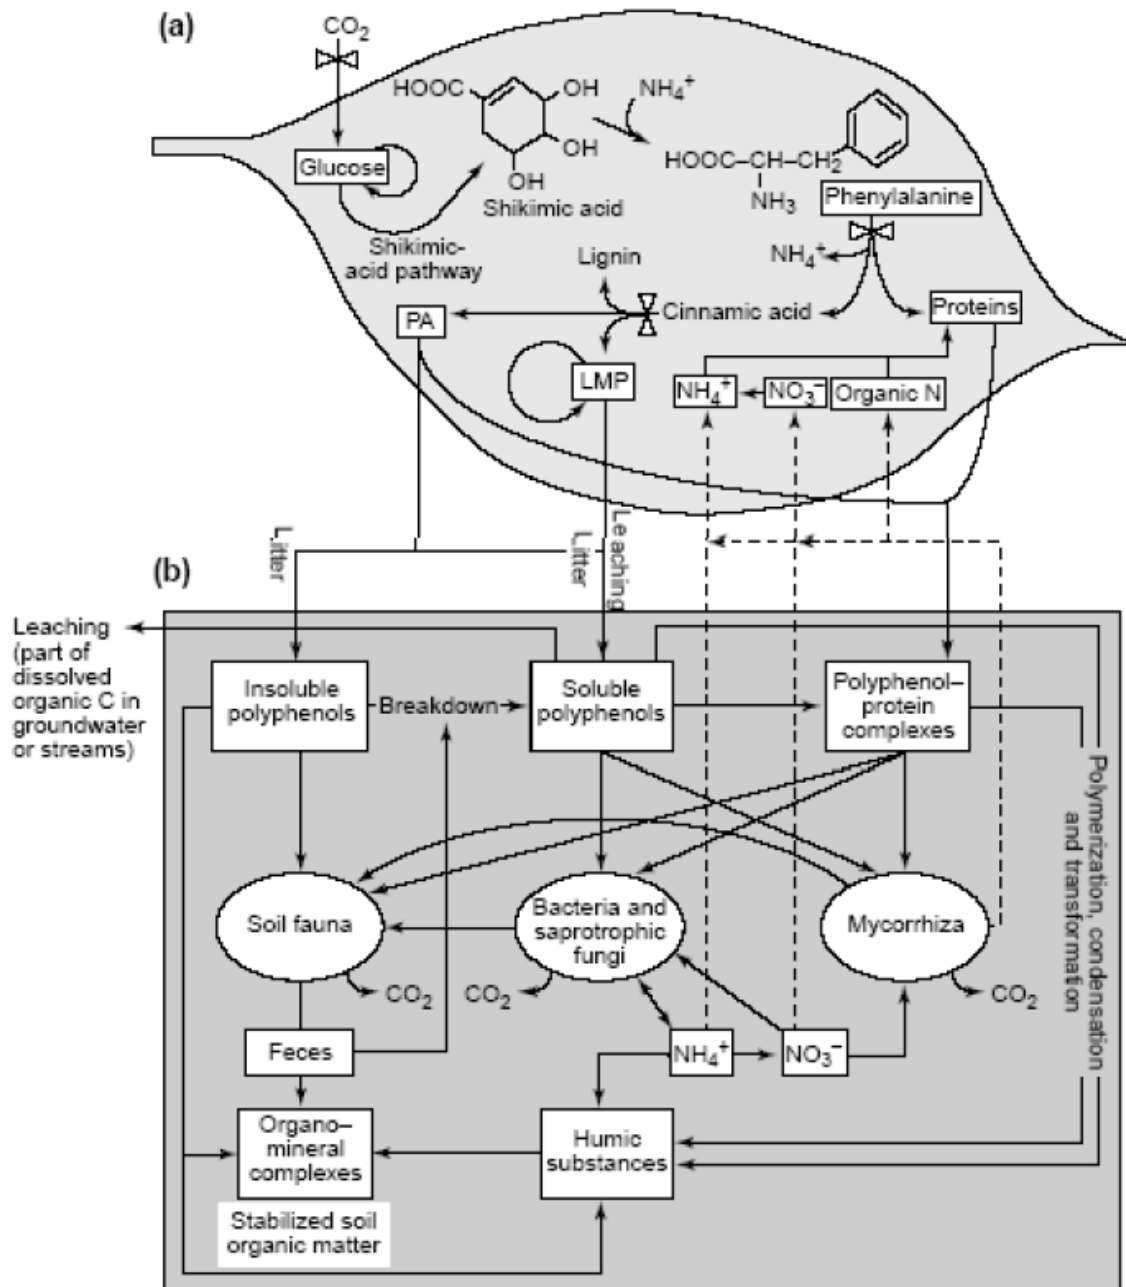 (a)
CO2
HOOC
OH
OH
OH
NH4+
HOOC–CH–CH2
NH3
Glucose
Shikimic acid
Phenylalanine
Shikimic-
acid pathway
Lignin
NH4+
PA
Cinnamic acid
Proteins
LMP
NH4+
NO3−
Organic N
Litter
Litter
Leaching
(b)
Leaching
(part of
dissolved
organic C in
groundwater
or streams)
Insoluble
polyphenols
Breakdown
Soluble
polyphenols
Polyphenol–
protein
complexes
Polymerization, condensation
and transformation
Soil fauna
Bacteria and
saprotrophic
fungi
Mycorrhiza
CO2
CO2
CO2
Feces
NH4+
NO3−
Organo–
mineral
complexes
Humic
substances
Stabilized soil
organic matter